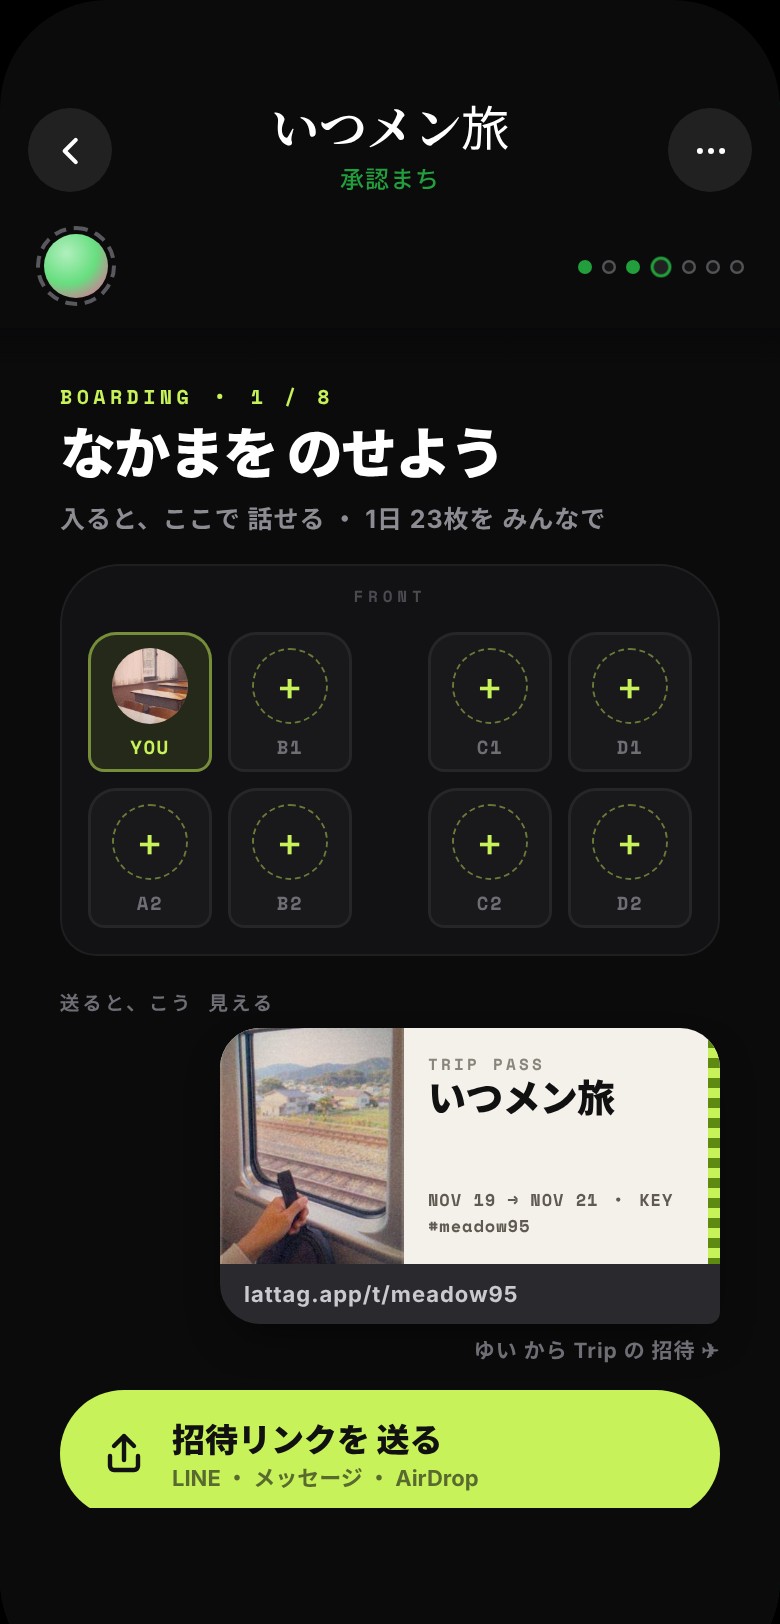 いつメン旅
承認まち
BOARDING · 1 / 8
なかまを のせよう
入ると、ここで 話せる · 1日 23枚を みんなで
FRONT
YOU
B1
C1
D1
A2
B2
C2
D2
送ると、こう 見える
TRIP PASS
いつメン旅
NOV 19 → NOV 21 · KEY
#meadow95
lattag.app/t/meadow95
ゆい から Trip の 招待 ✈
招待リンクを 送る
LINE · メッセージ · AirDrop